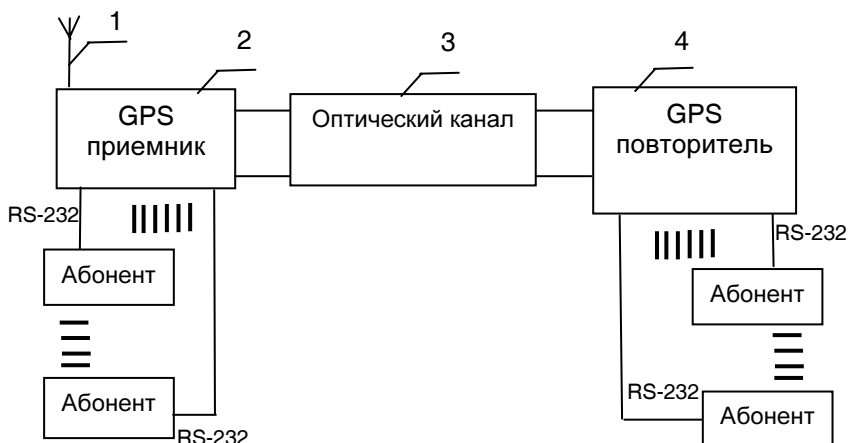 1
2
3
4
GPS
приемник
Оптический канал
GPS
повторитель
RS-232
RS-232
Абонент
Абонент
Абонент
RS-232
Абонент
RS-232